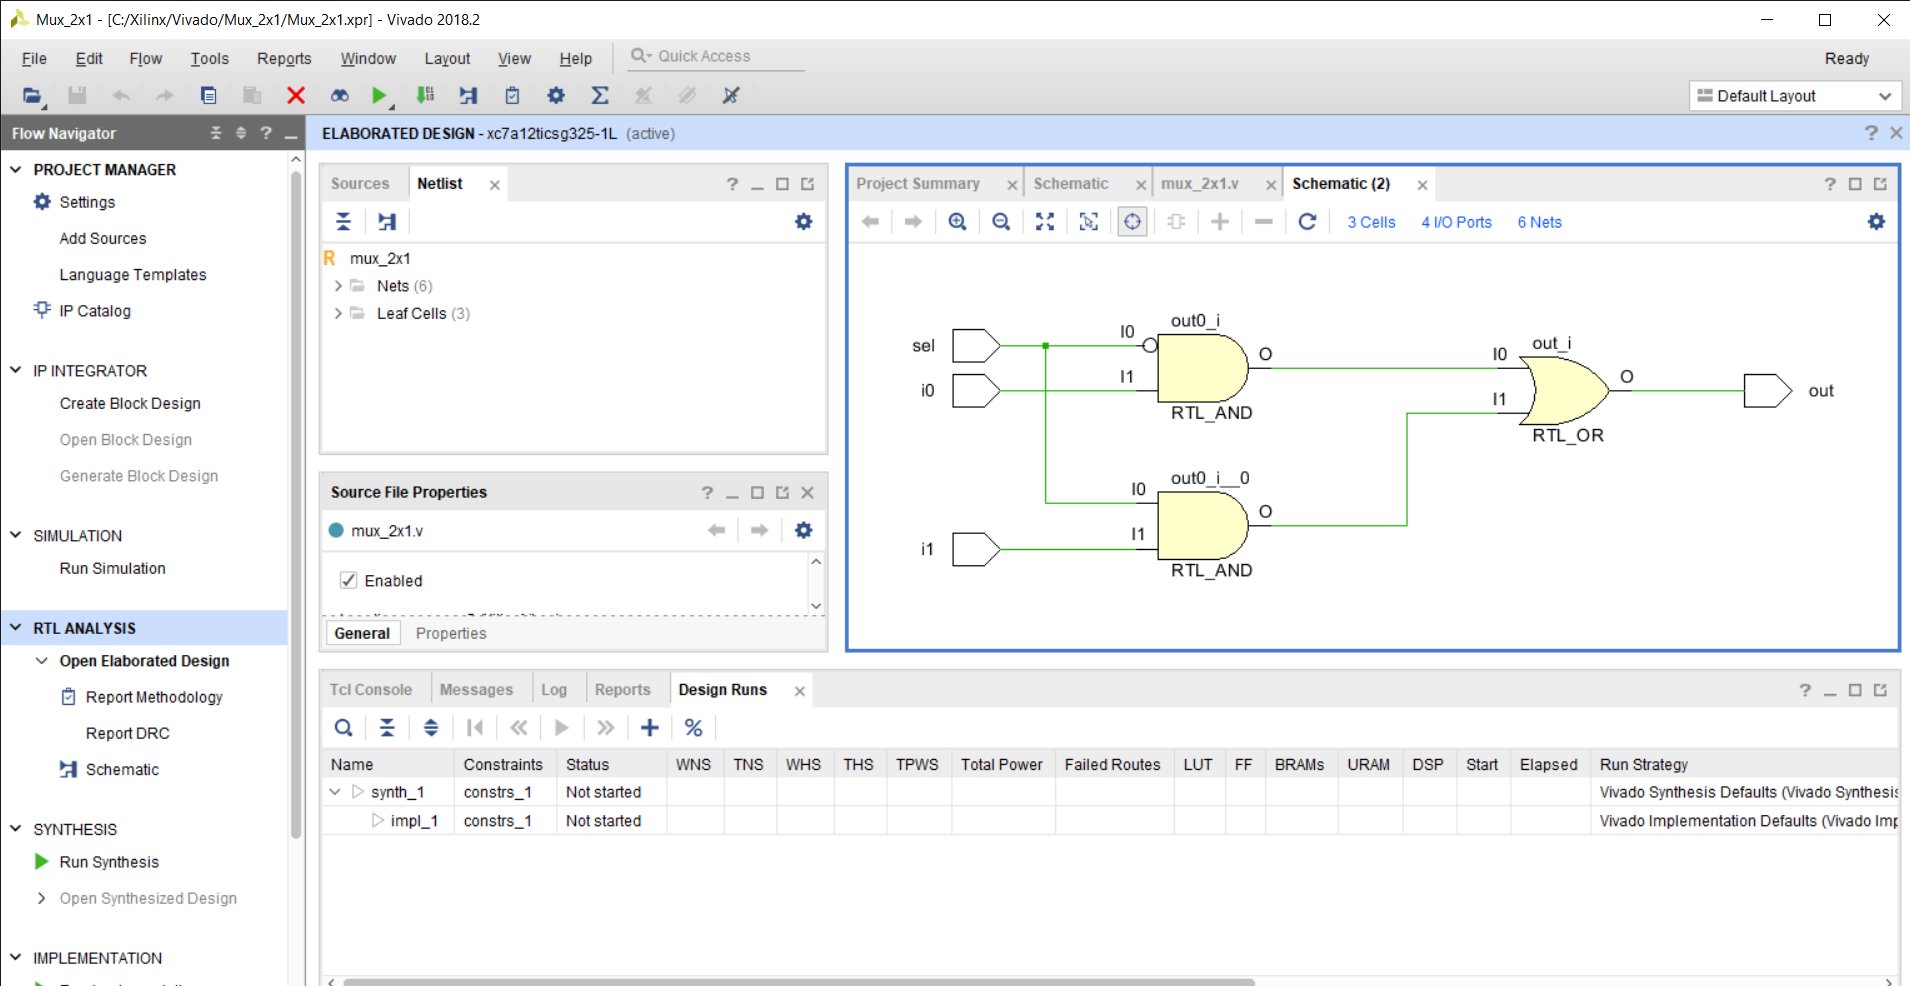 Mux_2x1 - [C:/Xilinx/Vivado/Mux_2x1/Mux_2x1.xpr] - Vivado 2018.2
File Edit Flow Tools Reports Window Layout View Help Quick Access Ready
Default Layout
Flow Navigator
ELABORATED DESIGN - xc7a12ticsg325-1L (active)
PROJECT MANAGER
Settings
Add Sources
Language Templates
IP Catalog
IP INTEGRATOR
Create Block Design
Open Block Design
Generate Block Design
SIMULATION
Run Simulation
RTL ANALYSIS
Open Elaborated Design
Report Methodology
Report DRC
Schematic
SYNTHESIS
Run Synthesis
Open Synthesized Design
IMPLEMENTATION
Sources Netlist
R mux_2x1
Nets (6)
Leaf Cells (3)
Source File Properties
mux_2x1.v
Enabled
General Properties
Project Summary Schematic mux_2x1.v Schematic (2)
3 Cells 4 I/O Ports 6 Nets
out0_i
sel I0
i0 I1 O
RTL_AND
out_i
I0
I1 O out
RTL_OR
out0_i__0
I0
i1 I1 O
RTL_AND
Tcl Console Messages Log Reports Design Runs
Name Constraints Status WNS TNS WHS THS TPWS Total Power Failed Routes LUT FF BRAMs URAM DSP Start Elapsed Run Strategy
synth_1 constrs_1 Not started Vivado Synthesis Defaults (Vivado Synthesis
impl_1 constrs_1 Not started Vivado Implementation Defaults (Vivado Imp